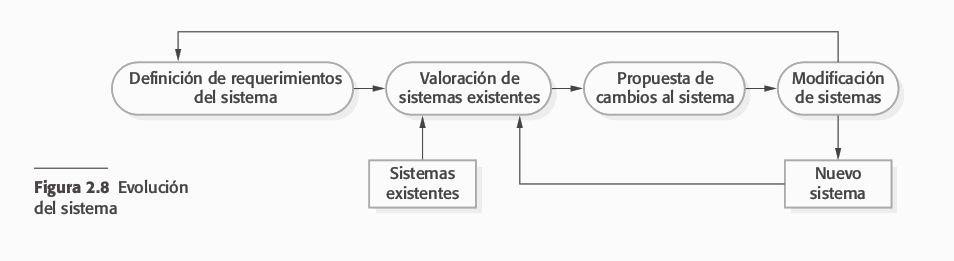 Definición de requerimientos
del sistema
Valoración de
sistemas existentes
Propuesta de
cambios al sistema
Modificación
de sistemas
Sistemas
existentes
Nuevo
sistema
Figura 2.8 Evolución
del sistema